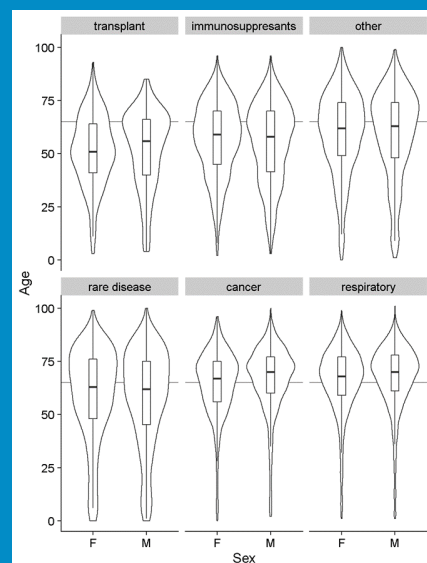 transplant immunosuppresants other
100
75
50
25
0
rare disease cancer respiratory
100
75
50
25
0
Age
F M F M F M
Sex